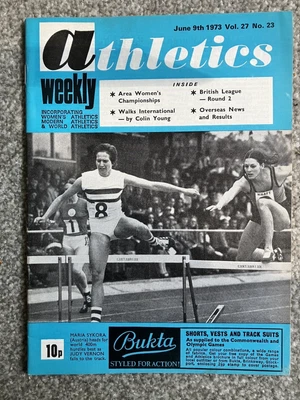 June 9th 1973 Vol. 27 No. 23
athletics
weekly
INCORPORATING
WOMEN'S ATHLETICS
MODERN ATHLETICS
& WORLD ATHLETICS
INSIDE
* Area Women's
Championships
* Walks International
— by Colin Young
* British League
— Round 2
* Overseas News
and Results
8
1
10p
MARIA SYKORA
(Austria) heads for
world 400m
hurdles best as
JUDY VERNON
falls to the track.
Bukta
STYLED FOR ACTION!
SHORTS, VESTS AND TRACK SUITS
As supplied to the Commonwealth and
Olympic Games